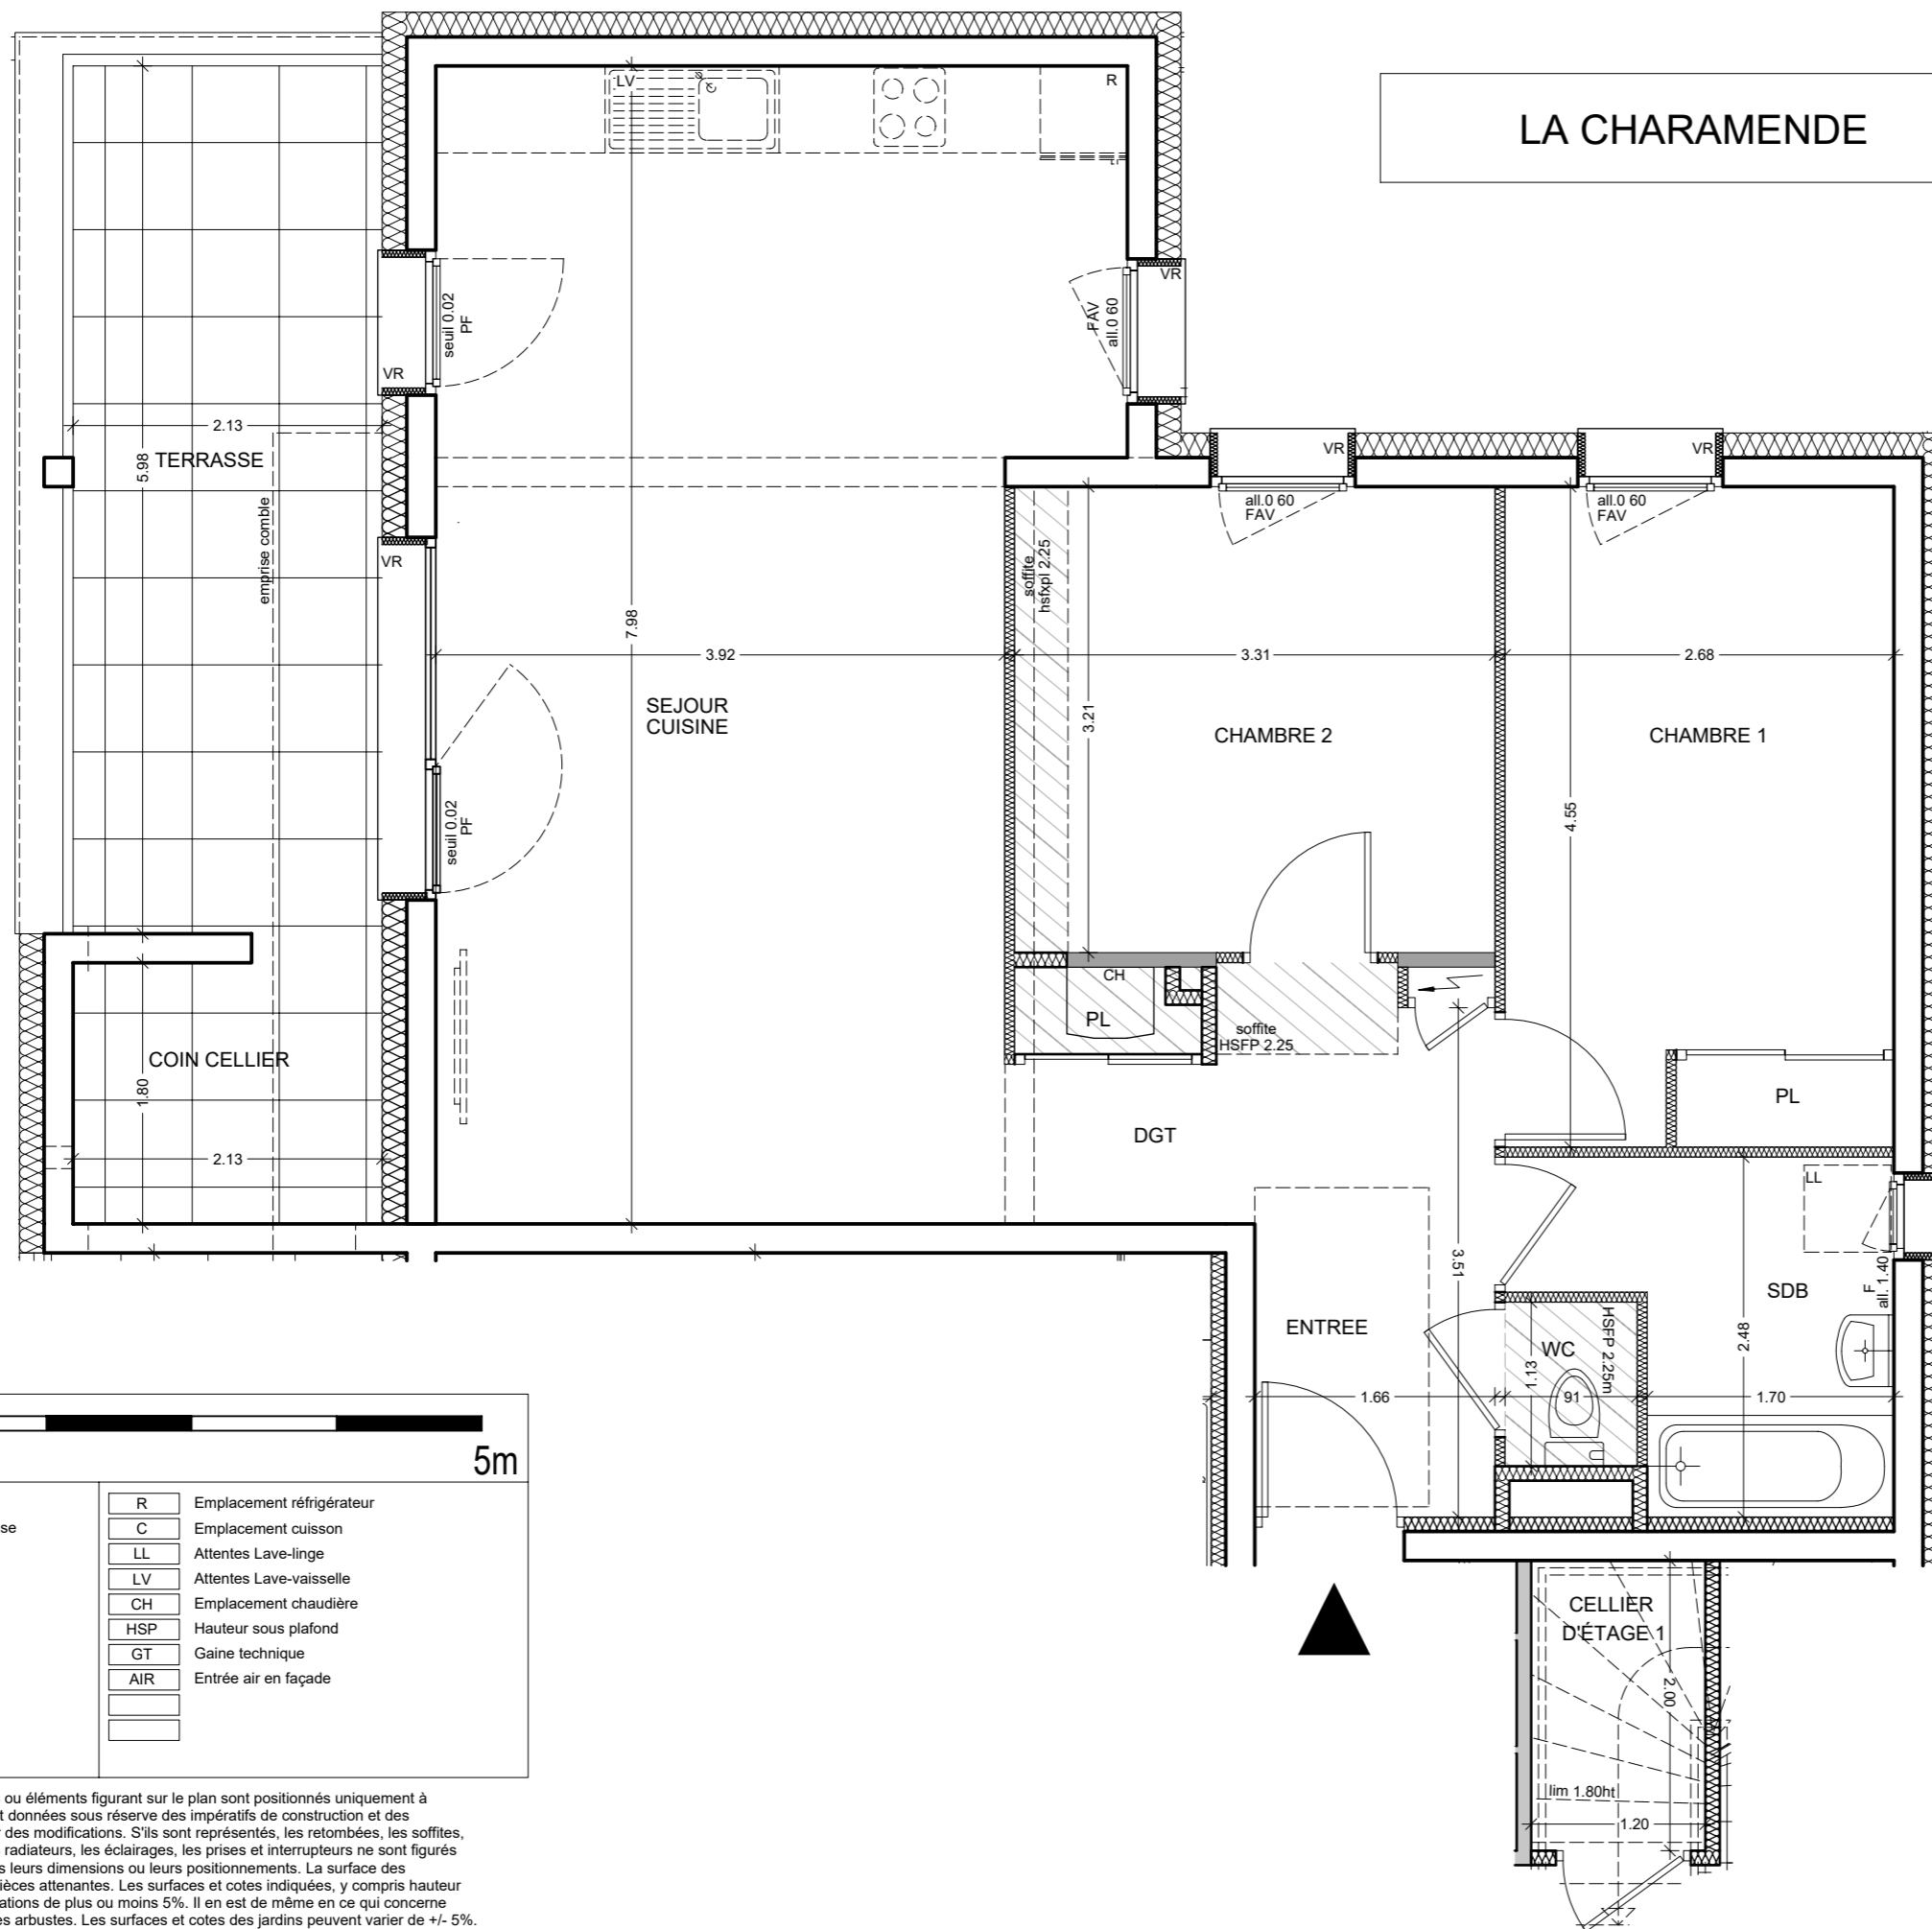 LA CHARAMENDE
LV
R
VR
seuil 0.02
PF
FAV
all.0 60
VR
2.13
TERRASSE
5.98
emprise comble
VR
VR
all.0 60
FAV
VR
all.0 60
FAV
soffite
hsfxpl 2.25
7.98
3.92
3.31
2.68
SEJOUR
CUISINE
3.21
CHAMBRE 2
CHAMBRE 1
4.55
seuil 0.02
PF
CH
PL
soffite
HSFP 2.25
COIN CELLIER
1.80
2.13
DGT
PL
LL
3.51
SDB
F
all. 1.40
ENTREE
WC
HSFP 2.25m
1.13
2.48
1.66
91
1.70
5m
se
R Emplacement réfrigérateur
C Emplacement cuisson
LL Attentes Lave-linge
LV Attentes Lave-vaisselle
CH Emplacement chaudière
HSP Hauteur sous plafond
GT Gaine technique
AIR Entrée air en façade
CELLIER
D'ÉTAGE 1
2.00
lim 1.80ht
1.20
ou éléments figurant sur le plan sont positionnés uniquement à
données sous réserve des impératifs de construction et des
des modifications. S'ils sont représentés, les retombées, les soffites,
radiateurs, les éclairages, les prises et interrupteurs ne sont figurés
leurs dimensions ou leurs positionnements. La surface des
ièces attenantes. Les surfaces et cotes indiquées, y compris hauteur
ations de plus ou moins 5%. Il en est de même en ce qui concerne
es arbustes. Les surfaces et cotes des jardins peuvent varier de +/- 5%.